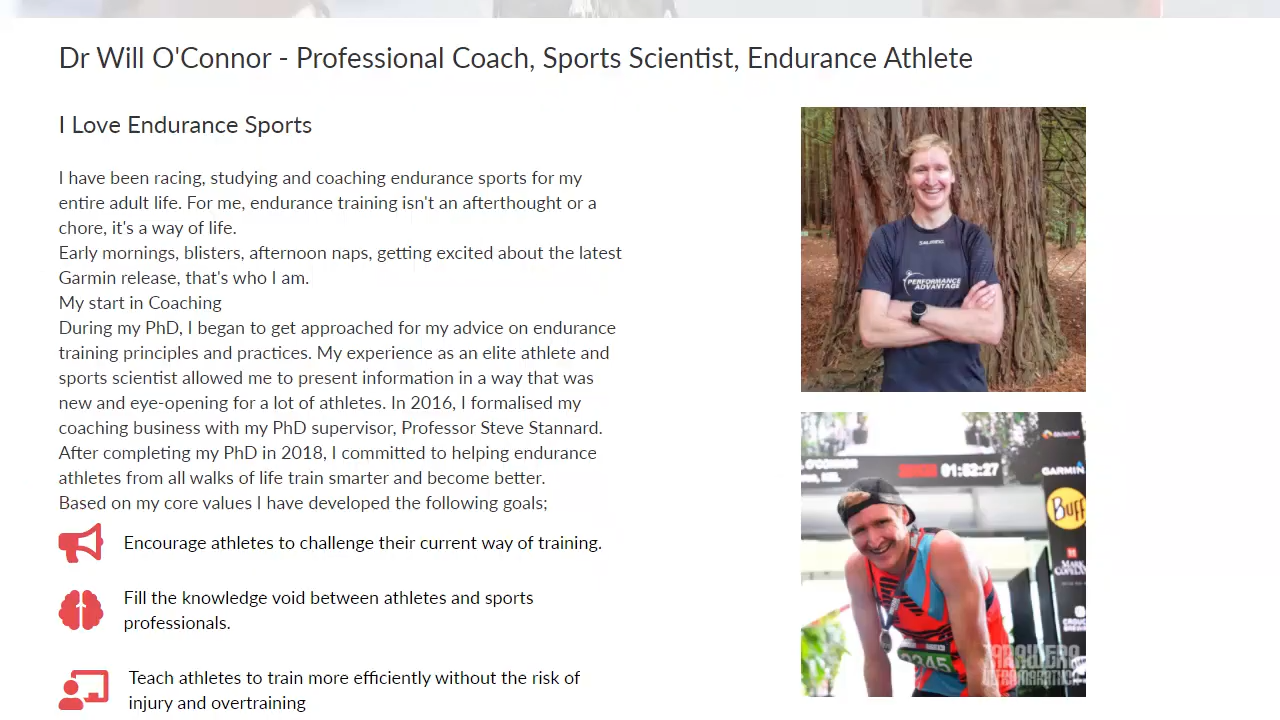 Dr Will O'Connor - Professional Coach, Sports Scientist, Endurance Athlete
I Love Endurance Sports
I have been racing, studying and coaching endurance sports for my
entire adult life. For me, endurance training isn't an afterthought or a
chore, it's a way of life.
Early mornings, blisters, afternoon naps, getting excited about the latest
Garmin release, that's who I am.
My start in Coaching
During my PhD, I began to get approached for my advice on endurance
training principles and practices. My experience as an elite athlete and
sports scientist allowed me to present information in a way that was
new and eye-opening for a lot of athletes. In 2016, I formalised my
coaching business with my PhD supervisor, Professor Steve Stannard.
After completing my PhD in 2018, I committed to helping endurance
athletes from all walks of life train smarter and become better.
Based on my core values I have developed the following goals;
Encourage athletes to challenge their current way of training.
Fill the knowledge void between athletes and sports
professionals.
Teach athletes to train more efficiently without the risk of
injury and overtraining
PERFORMANCE
ADVANTAGE
O'CONNOR
01:52:27
GARMIN
BUFF
TARAWERA
ULTRAMARATHON